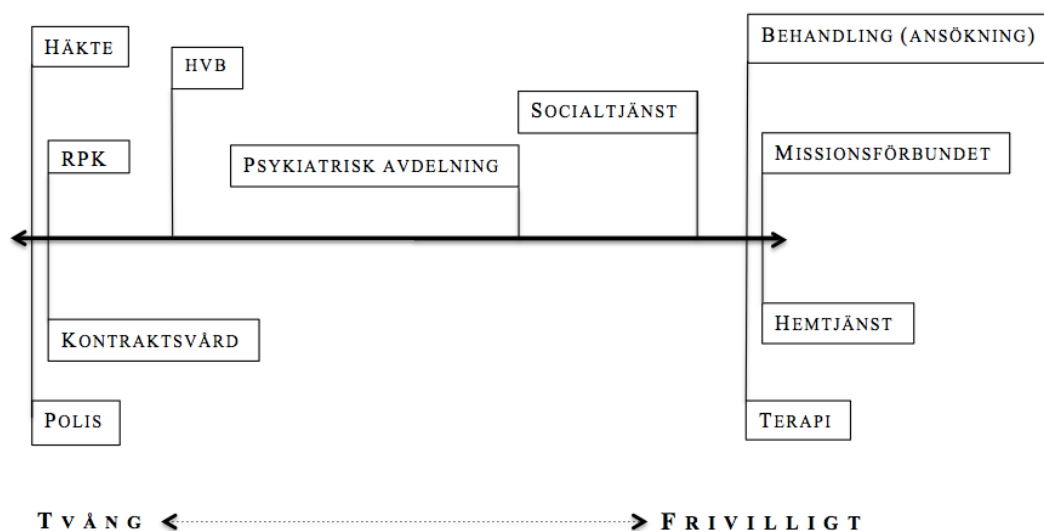 HÄKTE
BEHANDLING (ANSÖKNING)
HVB
SOCIALTJÄNST
RPK
PSYKIATRISK AVDELNING
MISSIONSFÖRBUNDET
KONTRAKTSVÅRD
HEMTJÄNST
POLIS
TERAPI
TVÅNG
FRIVILLIGT